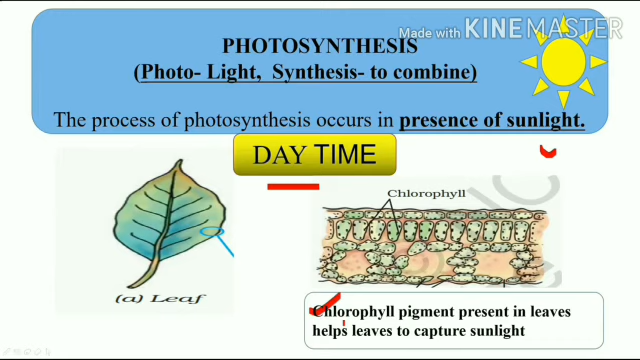 Made with KINEMASTER
PHOTOSYNTHESIS
(Photo- Light, Synthesis- to combine)
The process of photosynthesis occurs in presence of sunlight.
DAY TIME
Chlorophyll
(a) Leaf
Chlorophyll pigment present in leaves
helps leaves to capture sunlight